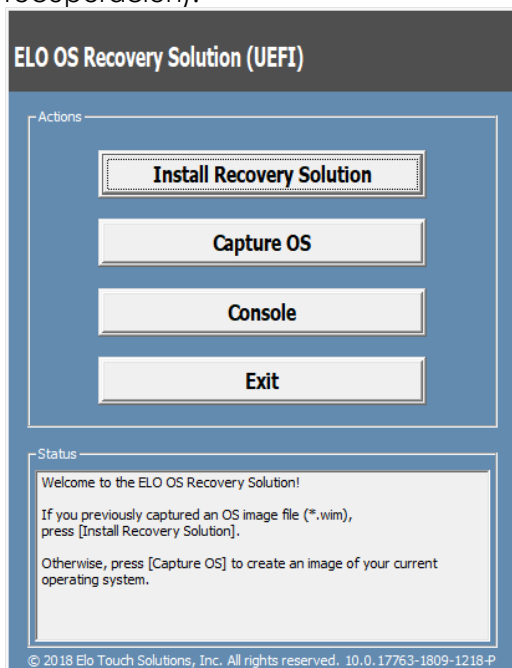 recuperación).
ELO OS Recovery Solution (UEFI)
Actions
Install Recovery Solution
Capture OS
Console
Exit
Status
Welcome to the ELO OS Recovery Solution!
If you previously captured an OS image file (*.wim),
press [Install Recovery Solution].
Otherwise, press [Capture OS] to create an image of your current
operating system.
© 2018 Elo Touch Solutions, Inc. All rights reserved. 10.0.17763-1809-1218-P